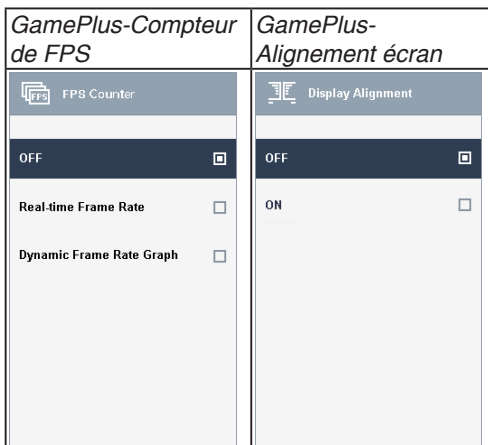 GamePlus-Compteur
de FPS
GamePlus-
Alignement écran
FPS
FPS Counter
OFF
Real-time Frame Rate
Dynamic Frame Rate Graph
Display Alignment
OFF
ON